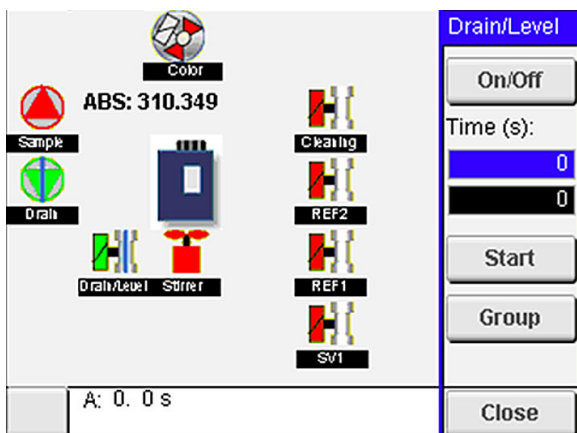 Drain/Level
Color
On/Off
ABS: 310.349
Time (s):
Sample
Cleaning
0
0
Drain
REF2
Drain/Level
Stirrer
REF1
Start
Group
SV1
A: 0. 0 s
Close